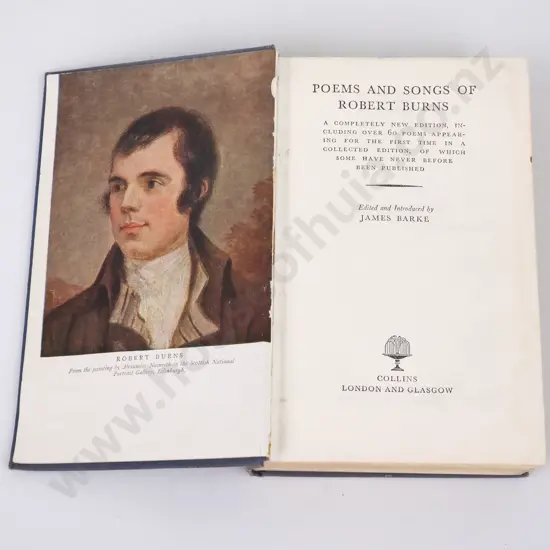 ROBERT BURNS
From the painting by Alexander Nasmyth in the Scottish National
Portrait Gallery, Edinburgh.
POEMS AND SONGS OF
ROBERT BURNS
A COMPLETELY NEW EDITION, IN-
CLUDING OVER 60 POEMS APPEAR-
ING FOR THE FIRST TIME IN A
COLLECTED EDITION, OF WHICH
SOME HAVE NEVER BEFORE
BEEN PUBLISHED
Edited and Introduced by
JAMES BARKE
COLLINS
LONDON AND GLASGOW